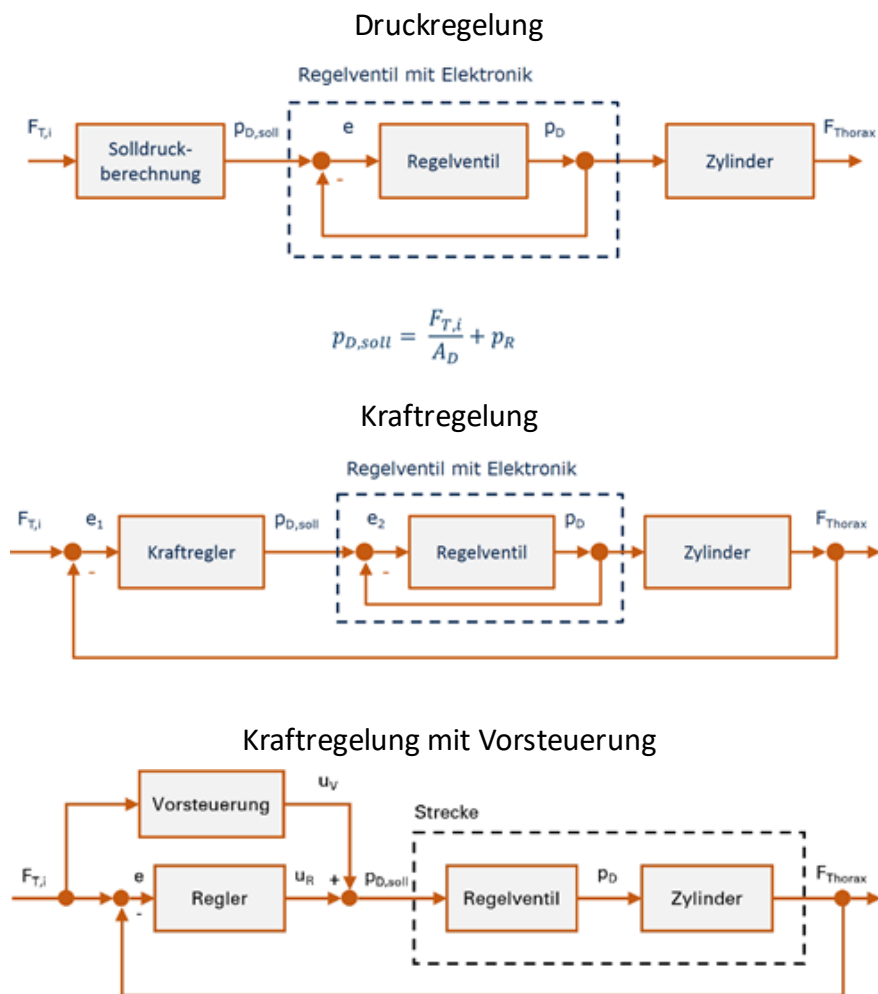 Druckregelung
Regelventil mit Elektronik
F_T,i
p_D,soll
e
p_D
F_Thorax
Solldruck-
berechnung
Regelventil
Zylinder
-
p_D,soll = F_T,i / A_D + p_R
Kraftregelung
Regelventil mit Elektronik
F_T,i
e_1
p_D,soll
e_2
p_D
F_Thorax
Kraftregler
Regelventil
Zylinder
-
-
Kraftregelung mit Vorsteuerung
Vorsteuerung
u_V
Strecke
F_T,i
e
u_R
+
p_D,soll
p_D
F_Thorax
Regler
Regelventil
Zylinder
-